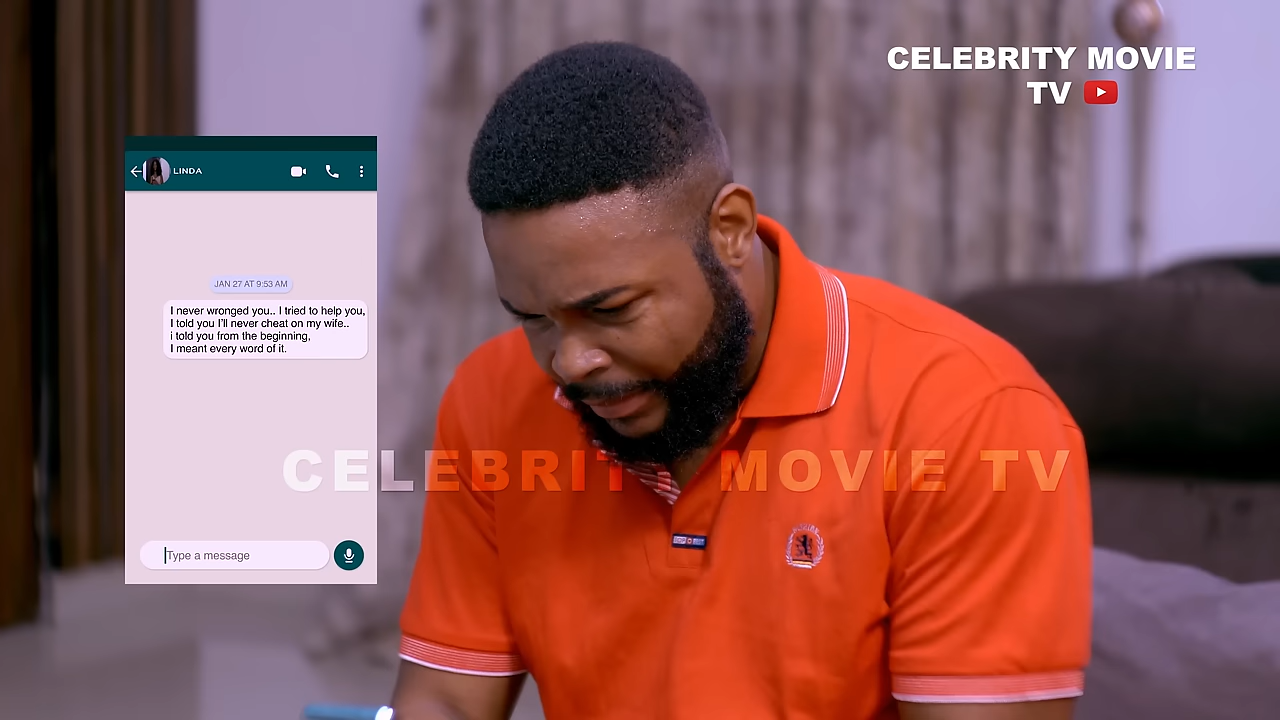 CELEBRITY MOVIE
TV
LINDA
JAN 27 AT 9:53 AM
I never wronged you.. I tried to help you,
I told you I'll never cheat on my wife..
i told you from the beginning,
I meant every word of it.
CELEBRITY MOVIE TV
Type a message